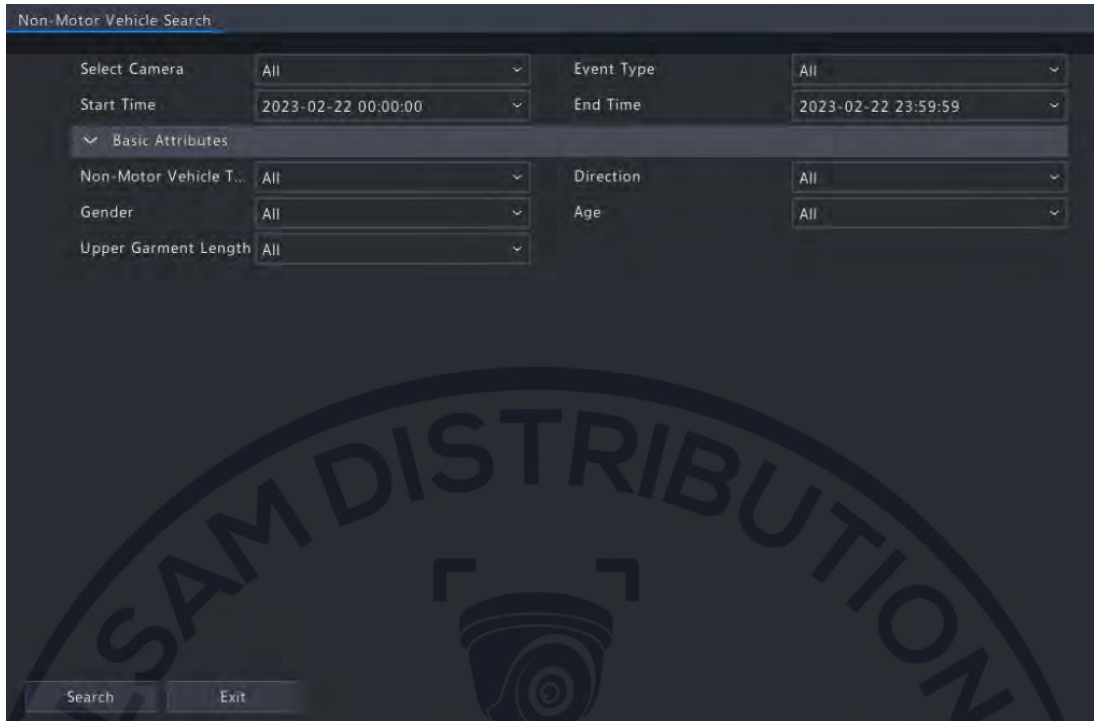 Non-Motor Vehicle Search
Select Camera All Event Type All
Start Time 2023-02-22 00:00:00 End Time 2023-02-22 23:59:59
Basic Attributes
Non-Motor Vehicle T... All Direction All
Gender All Age All
Upper Garment Length All
SAM DISTRIBUTION
Search Exit